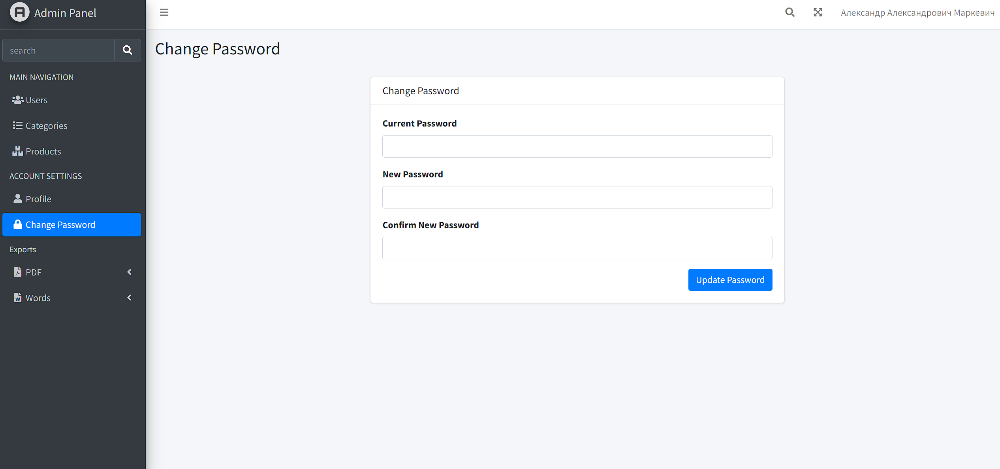 Admin Panel
Александр Александрович Маркевич
search
MAIN NAVIGATION
Users
Categories
Products
ACCOUNT SETTINGS
Profile
Change Password
Exports
PDF
Words
Change Password
Change Password
Current Password
New Password
Confirm New Password
Update Password